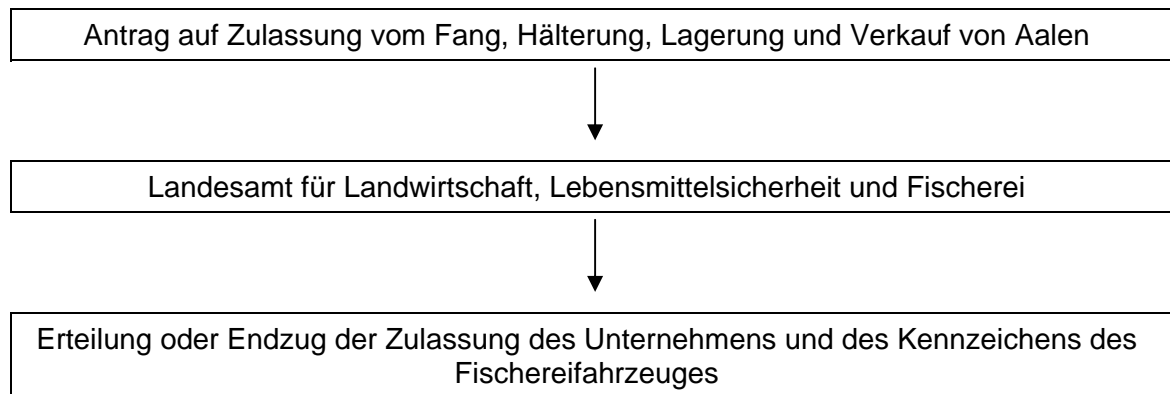 Antrag auf Zulassung vom Fang, Hälterung, Lagerung und Verkauf von Aalen
Landesamt für Landwirtschaft, Lebensmittelsicherheit und Fischerei
Erteilung oder Endzug der Zulassung des Unternehmens und des Kennzeichens des
Fischereifahrzeuges